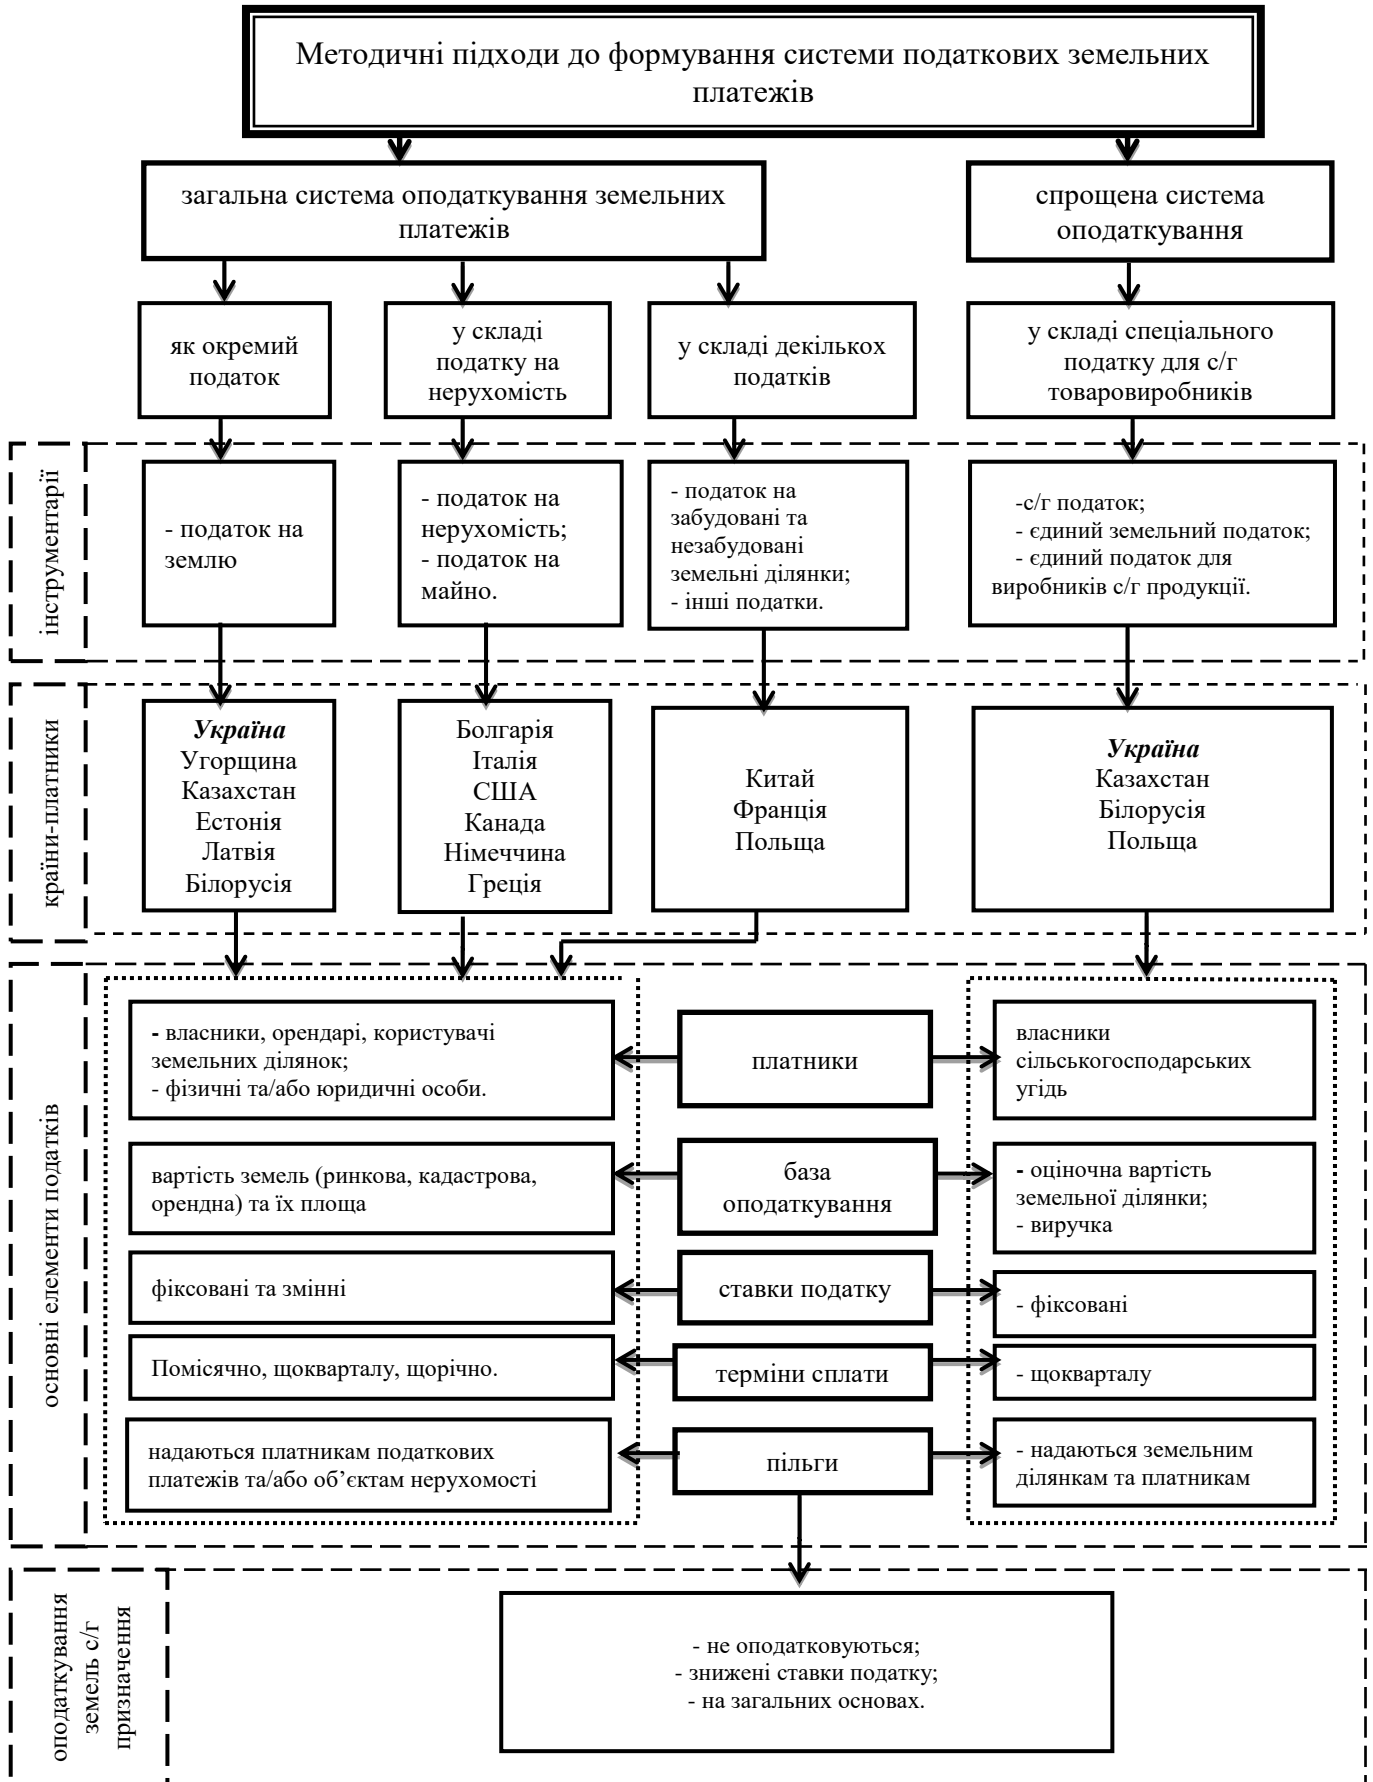 Методичні підходи до формування системи податкових земельних
платежів
загальна система оподаткування земельних
платежів
спрощена система
оподаткування
як окремий
податок
у складі
податку на
нерухомість
у складі декількох
податків
у складі спеціального
податку для с/г
товаровиробників
інструментарії
- податок на
землю
- податок на
нерухомість;
- податок на
майно.
- податок на
забудовані та
незабудовані
земельні ділянки;
- інші податки.
-с/г податок;
- єдиний земельний податок;
- єдиний податок для
виробників с/г продукції.
країни-платники
Україна
Угорщина
Казахстан
Естонія
Латвія
Білорусія
Болгарія
Італія
США
Канада
Німеччина
Греція
Китай
Франція
Польща
Україна
Казахстан
Білорусія
Польща
основні елементи податків
- власники, орендарі, користувачі
земельних ділянок;
- фізичні та/або юридичні особи.
платники
власники
сільськогосподарських
угідь
вартість земель (ринкова, кадастрова,
орендна) та їх площа
база
оподаткування
- оціночна вартість
земельної ділянки;
- виручка
фіксовані та змінні
ставки податку
- фіксовані
Помісячно, щокварталу, щорічно.
терміни сплати
- щокварталу
надаються платникам податкових
платежів та/або об’єктам нерухомості
пільги
- надаються земельним
ділянкам та платникам
оподаткування
земель с/г
призначення
- не оподатковуються;
- знижені ставки податку;
- на загальних основах.